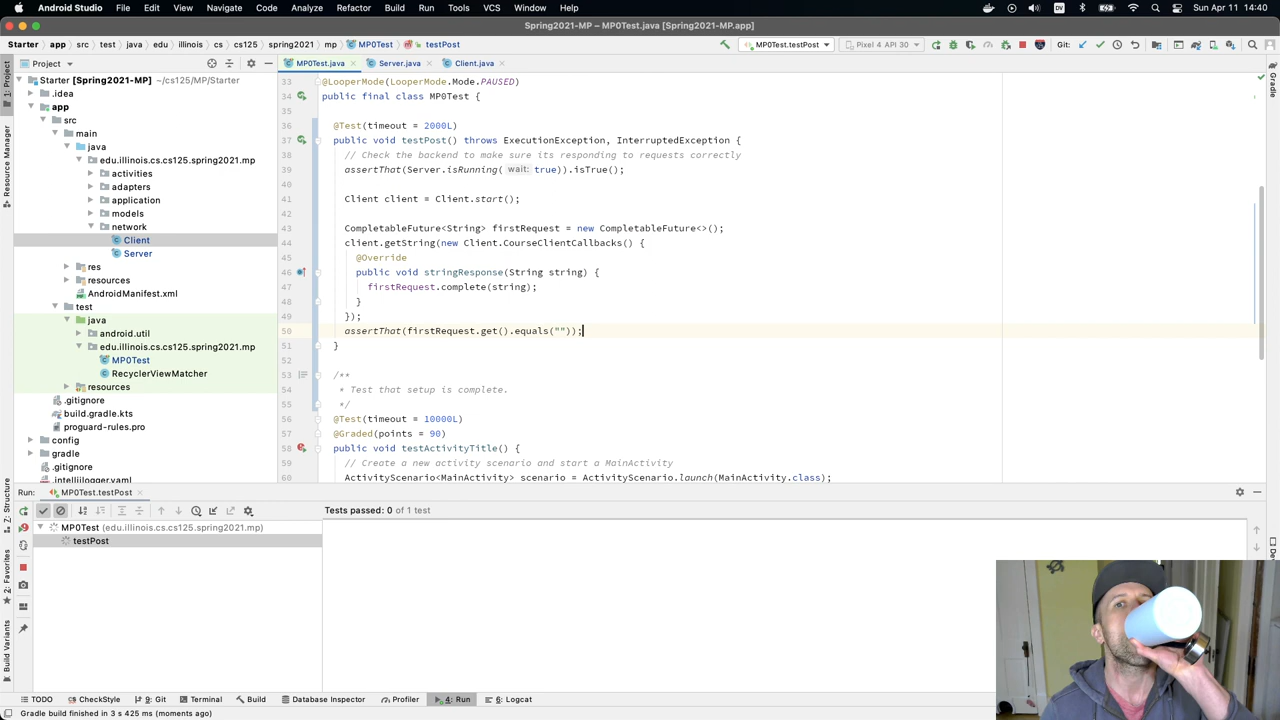 Android Studio File Edit View Navigate Code Analyze Refactor Build Run Tools VCS Window Help Sun Apr 11 14:40
Spring2021-MP – MP0Test.java [Spring2021-MP.app]
Starter app src test java edu illinois cs cs125 spring2021 mp MP0Test testPost MP0Test.testPost Pixel 4 API 30 Git:
Project MP0Test.java Server.java Client.java
Starter [Spring2021-MP] ~/cs125/MP/Starter
.idea
app
src
main
java
edu.illinois.cs.cs125.spring2021.mp
activities
adapters
application
models
network
Client
Server
res
resources
AndroidManifest.xml
test
java
android.util
edu.illinois.cs.cs125.spring2021.mp
MP0Test
RecyclerViewMatcher
resources
.gitignore
build.gradle.kts
proguard-rules.pro
config
gradle
.gitignore
.intellijlogger.yaml
33 @LooperMode(LooperMode.Mode.PAUSED)
34 public final class MP0Test {
35
36 @Test(timeout = 2000L)
37 public void testPost() throws ExecutionException, InterruptedException {
38 // Check the backend to make sure its responding to requests correctly
39 assertThat(Server.isRunning( wait: true)).isTrue();
40
41 Client client = Client.start();
42
43 CompletableFuture<String> firstRequest = new CompletableFuture<>();
44 client.getString(new Client.CourseClientCallbacks() {
45 @Override
46 public void stringResponse(String string) {
47 firstRequest.complete(string);
48 }
49 });
50 assertThat(firstRequest.get().equals(""));
51 }
52
53 /**
54 * Test that setup is complete.
55 */
56 @Test(timeout = 10000L)
57 @Graded(points = 90)
58 public void testActivityTitle() {
59 // Create a new activity scenario and start a MainActivity
60 ActivityScenario<MainActivity> scenario = ActivityScenario.launch(MainActivity.class);
1: Project
Resource Manager
Z: Structure
2: Favorites
Build Variants
Gradle
Run: MP0Test.testPost
Tests passed: 0 of 1 test
MP0Test (edu.illinois.cs.cs125.spring2021.mp)
testPost
TODO CheckStyle 9: Git Terminal Build Database Inspector Profiler 4: Run 6: Logcat
Gradle build finished in 3 s 425 ms (moments ago)